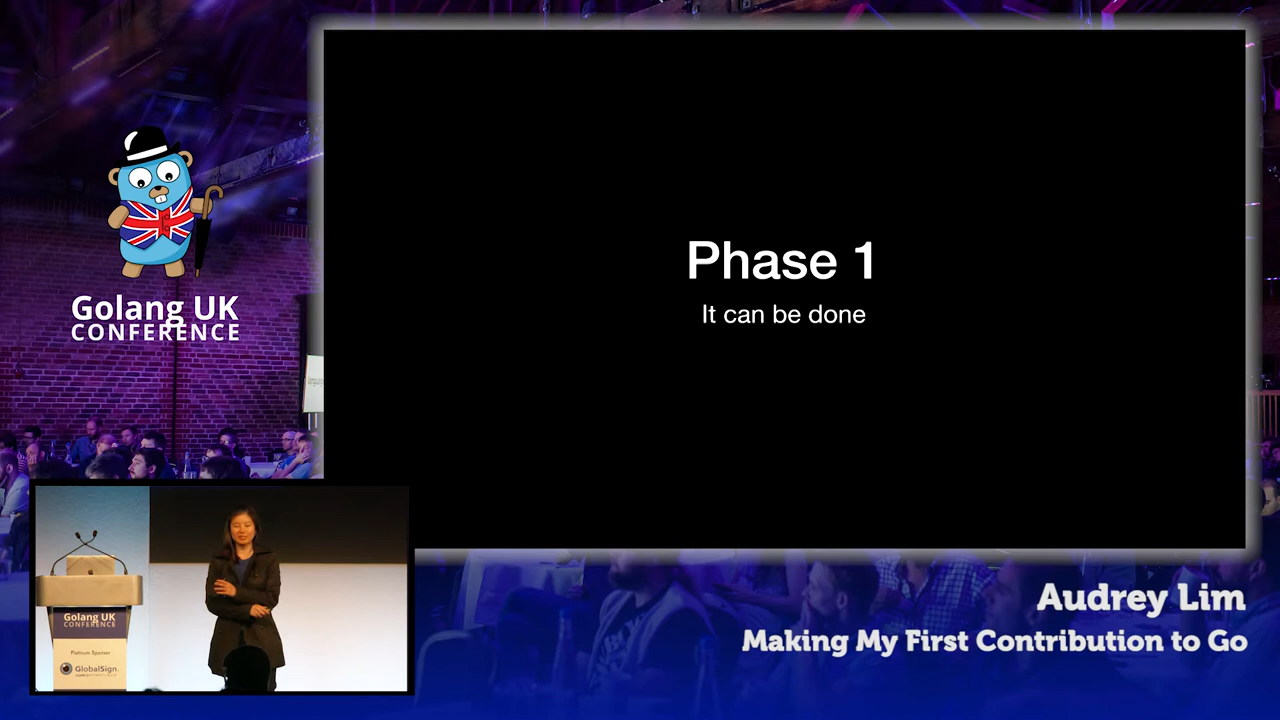 Phase 1
It can be done
Golang UK
CONFERENCE
Golang UK
CONFERENCE
Platinum Sponsor
GlobalSign
Audrey Lim
Making My First Contribution to Go